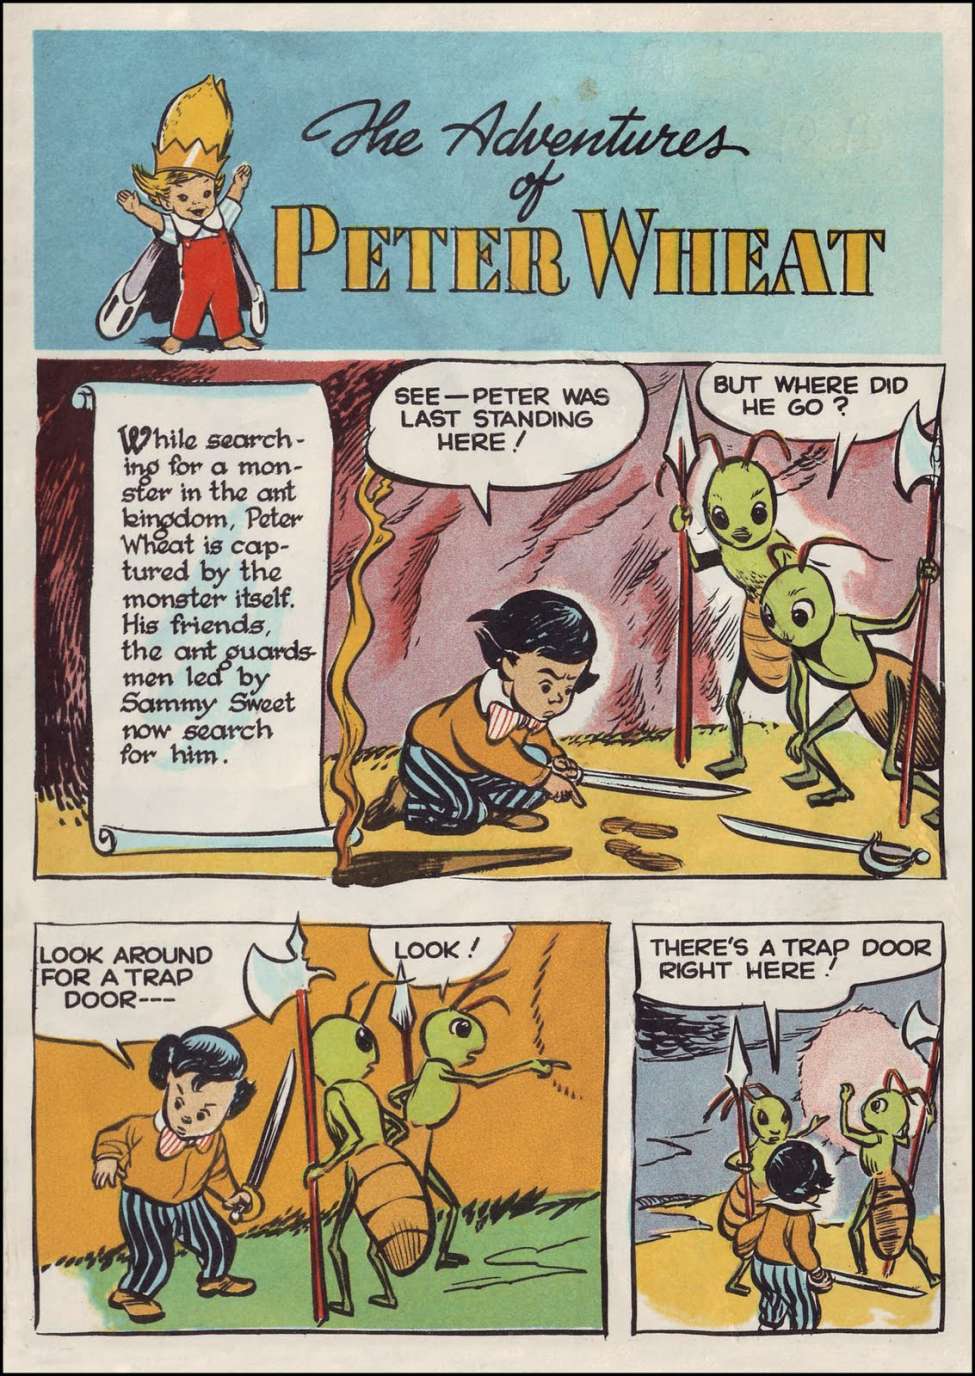 The Adventures
of
PETER WHEAT
While search-
ing for a mon-
ster in the ant
kingdom, Peter
Wheat is cap-
tured by the
monster itself.
His friends,
the ant guards-
men led by
Sammy Sweet
now search
for him.
SEE—PETER WAS
LAST STANDING
HERE!
BUT WHERE DID
HE GO?
LOOK AROUND
FOR A TRAP
DOOR---
LOOK!
THERE'S A TRAP DOOR
RIGHT HERE!